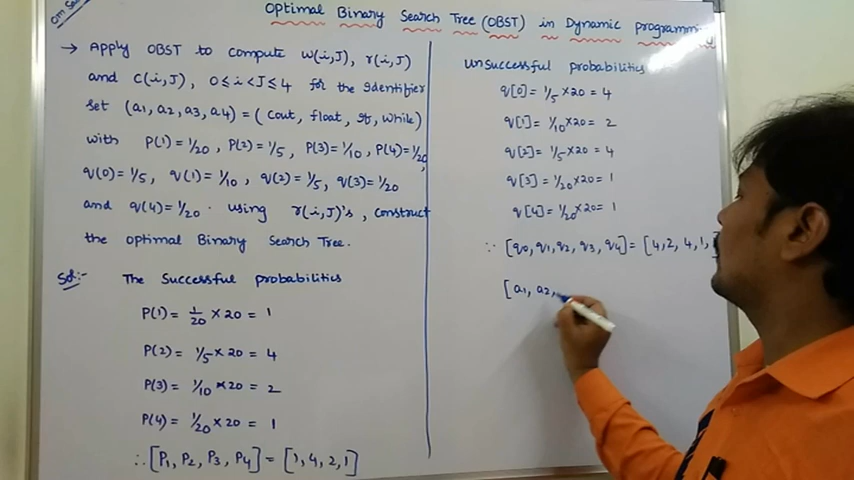 Optimal Binary Search Tree (OBST) in Dynamic programming
→ Apply OBST to compute w(i,J), r(i,J)
and c(i,J), 0≤i<J≤4 for the Identifier
set (a1, a2, a3, a4) = (cout, float, if, while)
with P(1)=1/20, P(2)=1/5, P(3)=1/10, P(4)=1/20,
q(0)=1/5, q(1)=1/10, q(2)=1/5, q(3)=1/20
and q(4)=1/20. using r(i,J)'s, construct
the optimal Binary Search Tree.
Sol:- The Successful probabilities
P(1)= 1/20 × 20 = 1
P(2)= 1/5 × 20 = 4
P(3)= 1/10 × 20 = 2
P(4)= 1/20 × 20 = 1
∴ [P1, P2, P3, P4] = [1, 4, 2, 1]
unsuccessful probabilities
q[0]= 1/5 ×20 = 4
q[1]= 1/10 ×20 = 2
q[2]= 1/5 ×20 = 4
q[3]= 1/20 ×20 = 1
q[4]= 1/20 ×20 = 1
∵ [q0, q1, q2, q3, q4] = [4, 2, 4, 1,
[a1, a2,